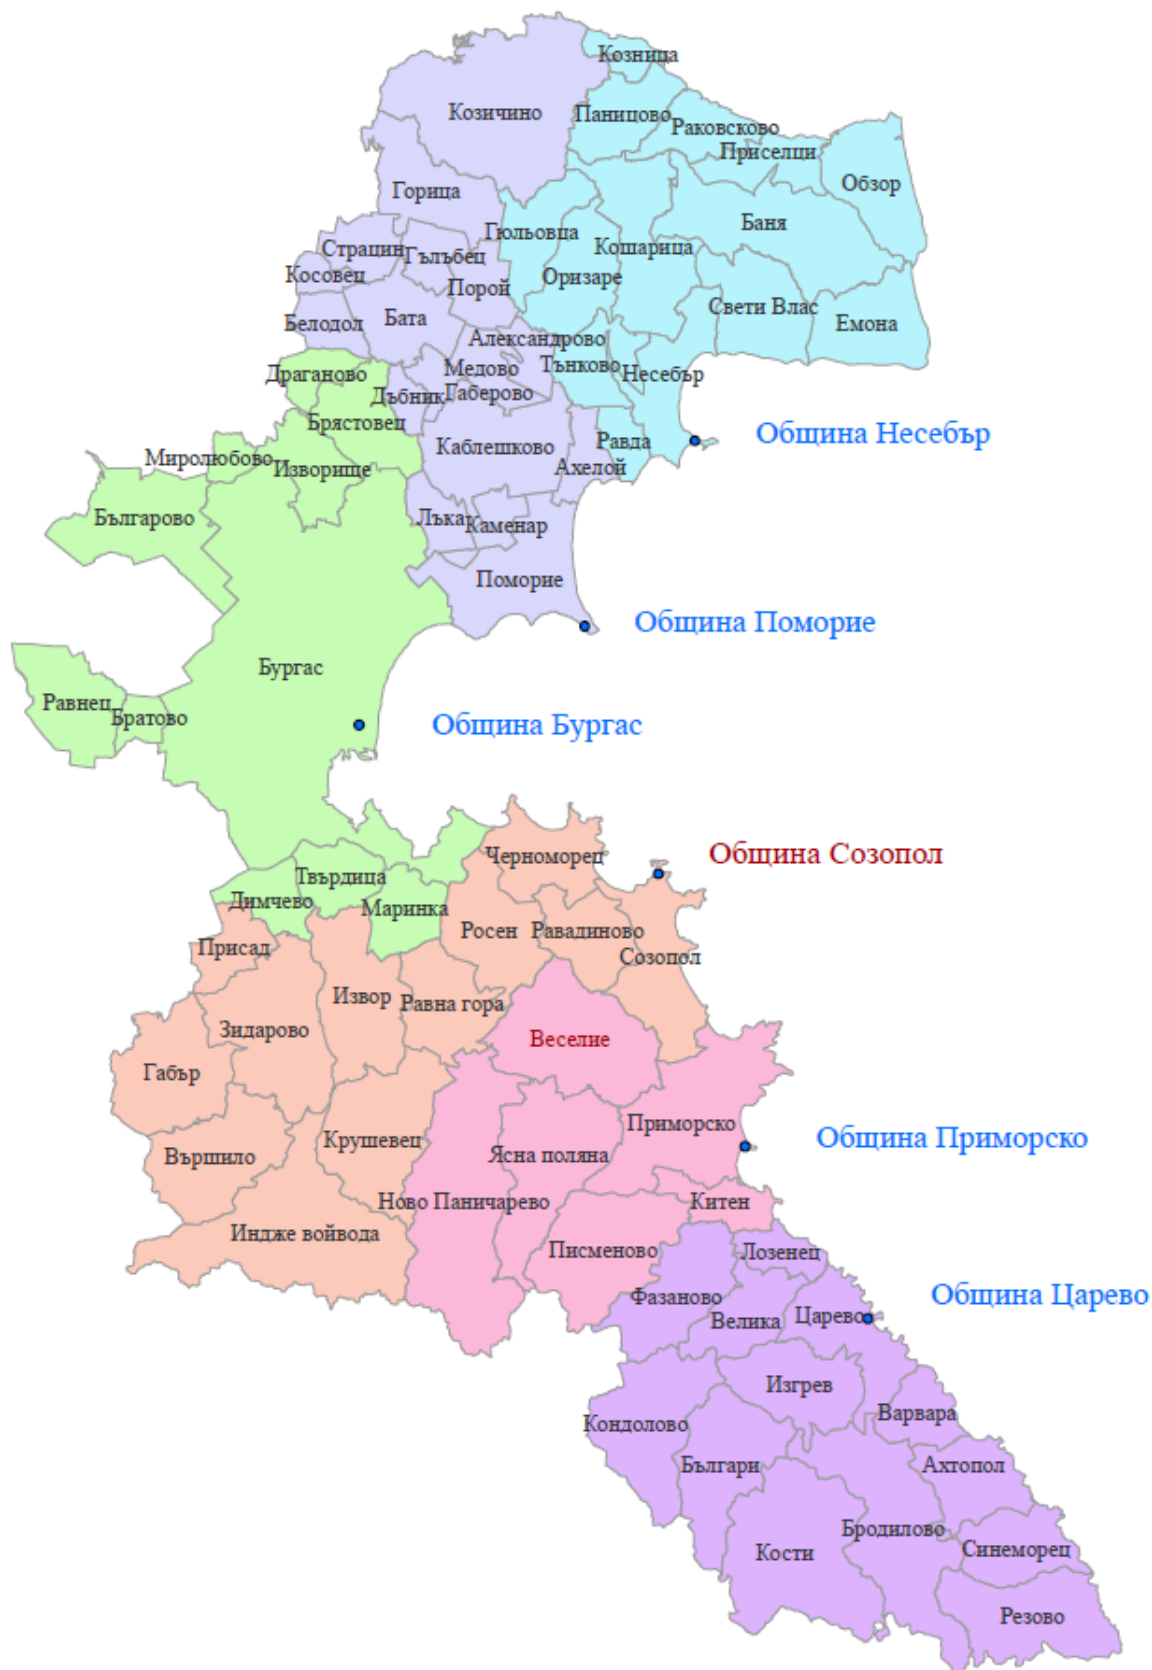 Козница
Козичино
Паницово
Раковсково
Приселци
Обзор
Горица
Баня
Гюльовца
Кошарица
Страцин
Гълъбец
Косовец
Оризаре
Порой
Свети Влас
Бата
Белодол
Емона
Александрово
Тънково
Медово
Несебър
Драганово
Габерово
Дъбник
Брястовец
Община Несебър
Равда
Каблешково
Миролюбово
Изворище
Ахелой
Българово
Лъка
Каменар
Поморие
Община Поморие
Бургас
Равнец
Братово
Община Бургас
Черноморец
Община Созопол
Твърдица
Димчево
Маринка
Росен
Равадиново
Присад
Созопол
Извор
Равна гора
Зидарово
Веселие
Габър
Приморско
Община Приморско
Крушевец
Вършило
Ясна поляна
Ново Паничарево
Китен
Индже войвода
Писменово
Лозенец
Фазаново
Община Царево
Велика
Царево
Изгрев
Варвара
Кондолово
Българи
Ахтопол
Бродилово
Кости
Синеморец
Резово